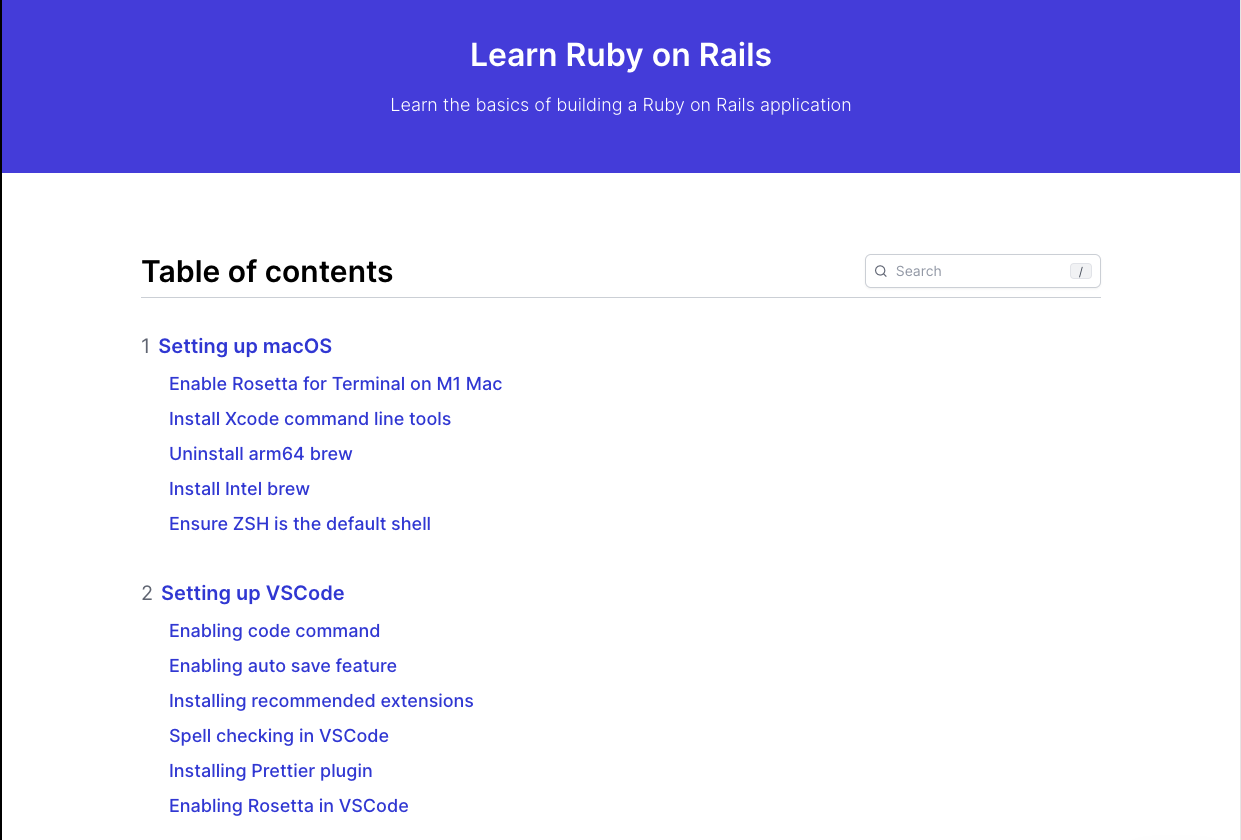 Learn Ruby on Rails
Learn the basics of building a Ruby on Rails application
Table of contents
Search /
1 Setting up macOS
Enable Rosetta for Terminal on M1 Mac
Install Xcode command line tools
Uninstall arm64 brew
Install Intel brew
Ensure ZSH is the default shell
2 Setting up VSCode
Enabling code command
Enabling auto save feature
Installing recommended extensions
Spell checking in VSCode
Installing Prettier plugin
Enabling Rosetta in VSCode